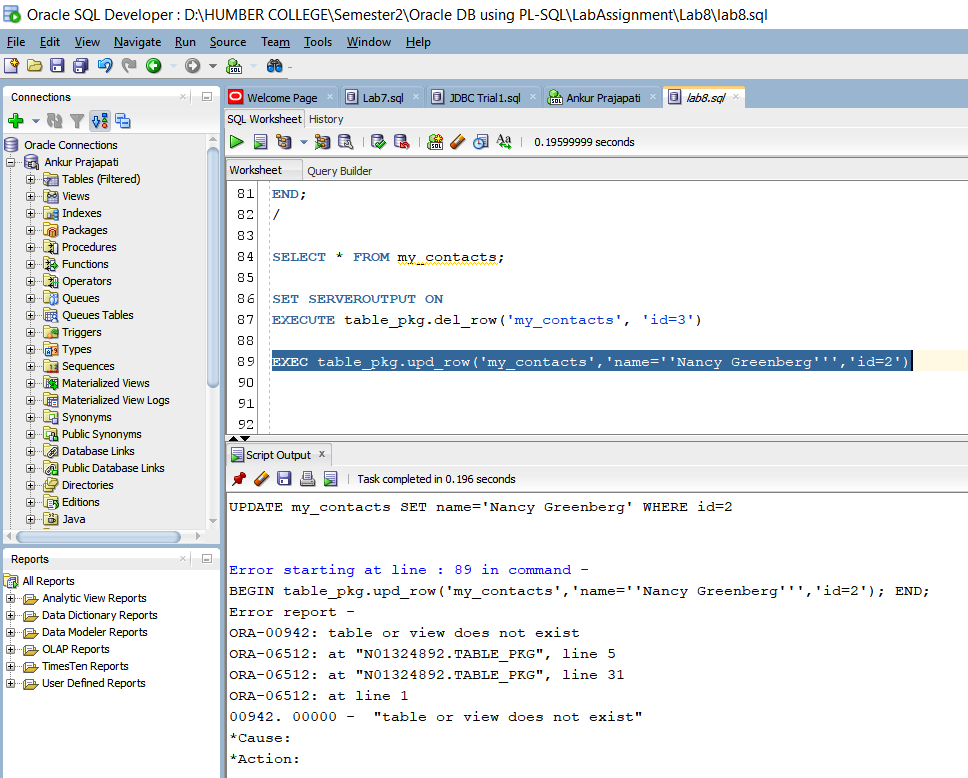 Oracle SQL Developer : D:\HUMBER COLLEGE\Semester2\Oracle DB using PL-SQL\LabAssignment\Lab8\lab8.sql
File Edit View Navigate Run Source Team Tools Window Help
Connections
Oracle Connections
Ankur Prajapati
Tables (Filtered)
Views
Indexes
Packages
Procedures
Functions
Operators
Queues
Queues Tables
Triggers
Types
Sequences
Materialized Views
Materialized View Logs
Synonyms
Public Synonyms
Database Links
Public Database Links
Directories
Editions
Java
Reports
All Reports
Analytic View Reports
Data Dictionary Reports
Data Modeler Reports
OLAP Reports
TimesTen Reports
User Defined Reports
Welcome Page Lab7.sql JDBC Trial1.sql Ankur Prajapati lab8.sql
SQL Worksheet History
0.19599999 seconds
Worksheet Query Builder
81 END;
82 /
83
84 SELECT * FROM my_contacts;
85
86 SET SERVEROUTPUT ON
87 EXECUTE table_pkg.del_row('my_contacts', 'id=3')
88
89 EXEC table_pkg.upd_row('my_contacts','name=''Nancy Greenberg''','id=2')
90
91
92
Script Output x
Task completed in 0.196 seconds
UPDATE my_contacts SET name='Nancy Greenberg' WHERE id=2
Error starting at line : 89 in command -
BEGIN table_pkg.upd_row('my_contacts','name=''Nancy Greenberg''','id=2'); END;
Error report -
ORA-00942: table or view does not exist
ORA-06512: at "N01324892.TABLE_PKG", line 5
ORA-06512: at "N01324892.TABLE_PKG", line 31
ORA-06512: at line 1
00942. 00000 -  "table or view does not exist"
*Cause:
*Action: